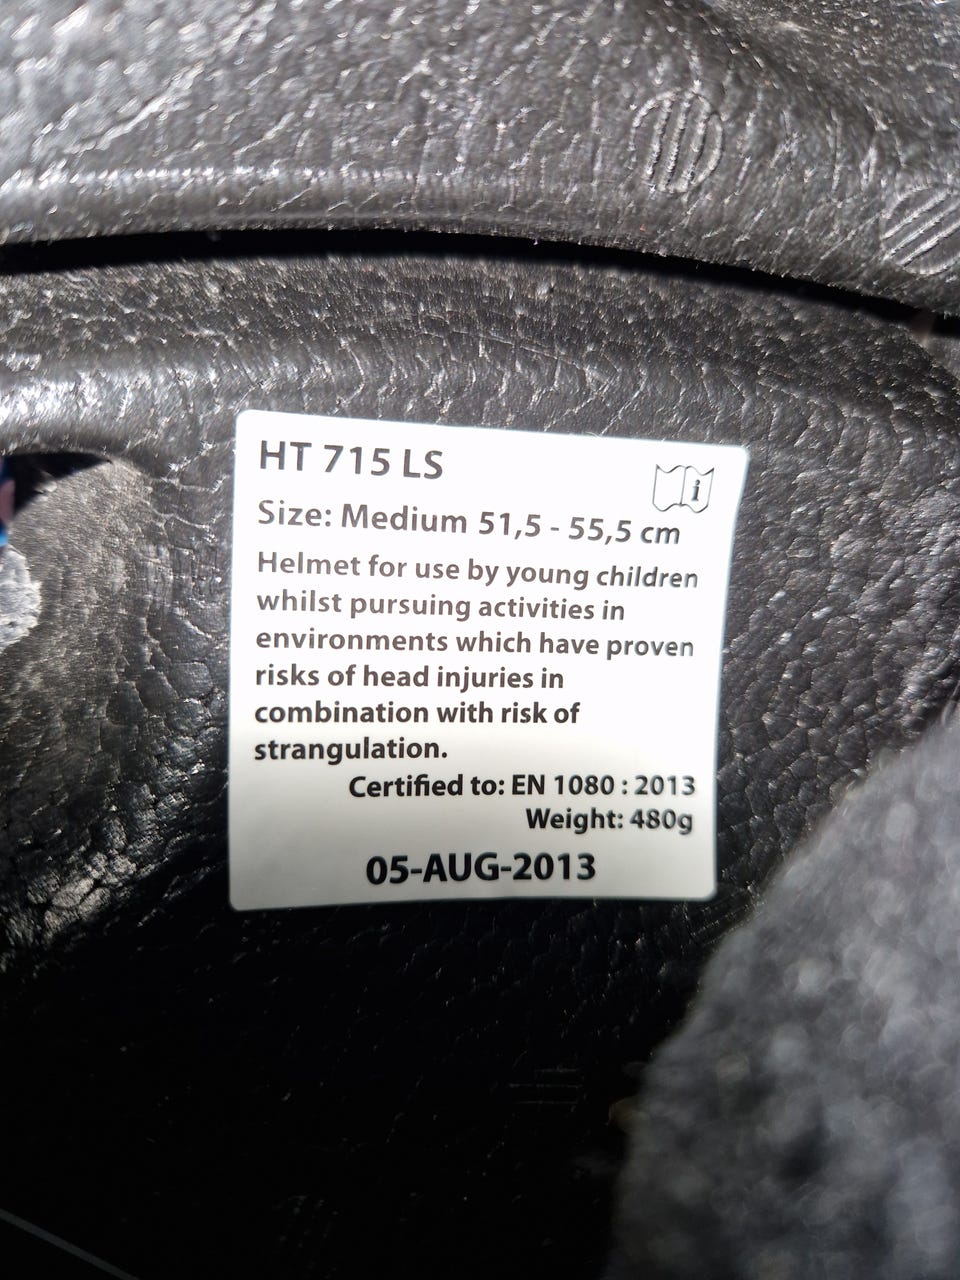 HT 715 LS
i
Size: Medium 51,5 - 55,5 cm
Helmet for use by young children
whilst pursuing activities in
environments which have proven
risks of head injuries in
combination with risk of
strangulation.
Certified to: EN 1080 : 2013
Weight: 480g
05-AUG-2013